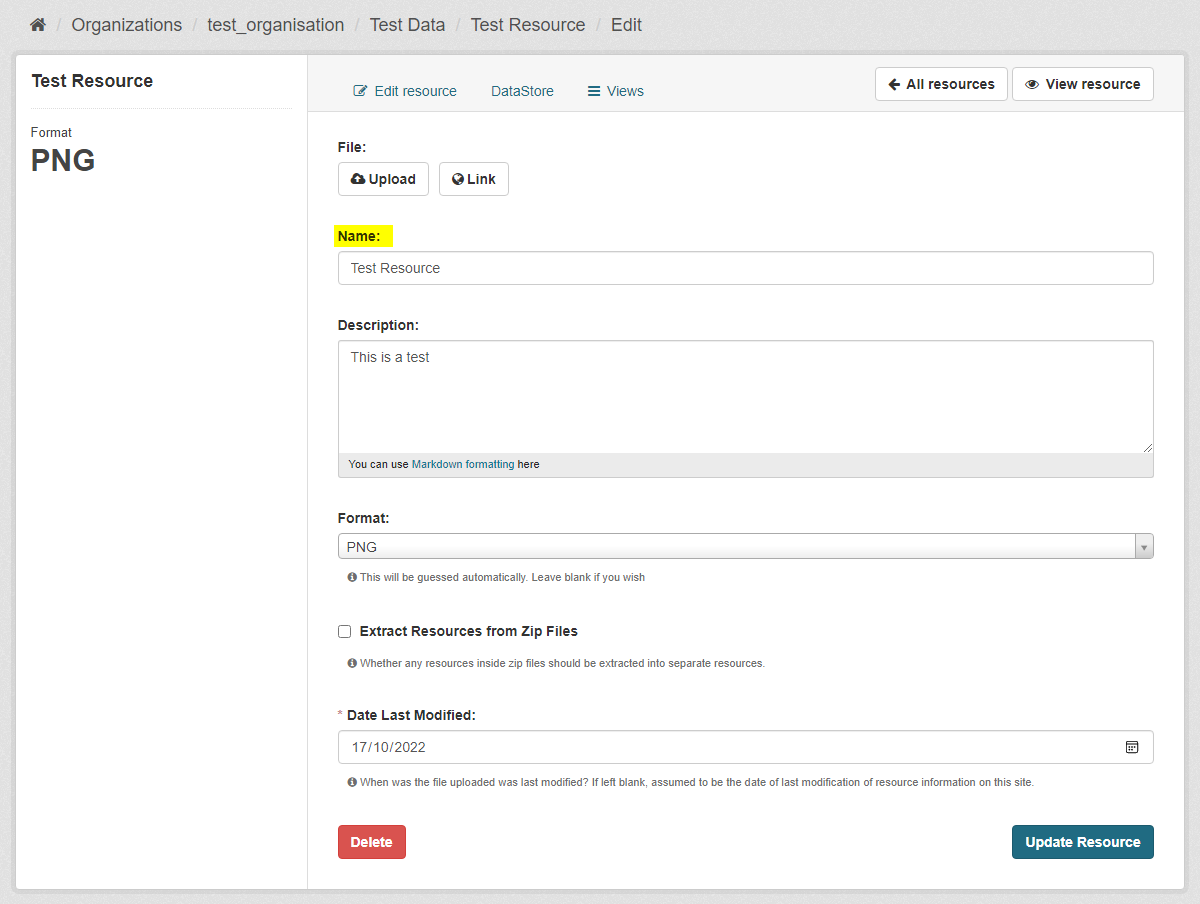 / Organizations / test_organisation / Test Data / Test Resource / Edit
Test Resource
Format
PNG
Edit resource DataStore Views
All resources View resource
File:
Upload Link
Name:
Test Resource
Description:
This is a test
You can use Markdown formatting here
Format:
PNG
This will be guessed automatically. Leave blank if you wish
Extract Resources from Zip Files
Whether any resources inside zip files should be extracted into separate resources.
* Date Last Modified:
17/10/2022
When was the file uploaded was last modified? If left blank, assumed to be the date of last modification of resource information on this site.
Delete Update Resource